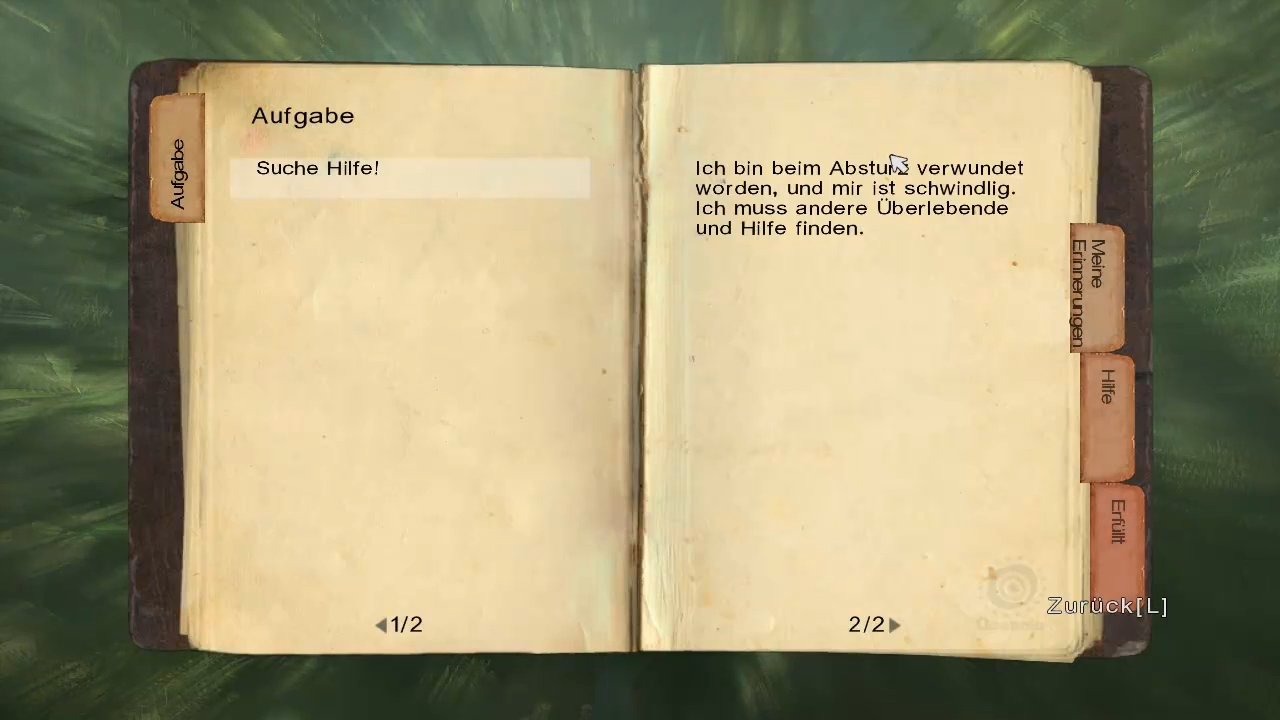 Aufgabe
Aufgabe
Suche Hilfe!
1/2
Ich bin beim Absturz verwundet
worden, und mir ist schwindlig.
Ich muss andere Überlebende
und Hilfe finden.
2/2
Meine
Erinnerungen
Hilfe
Erfüllt
Zurück[L]